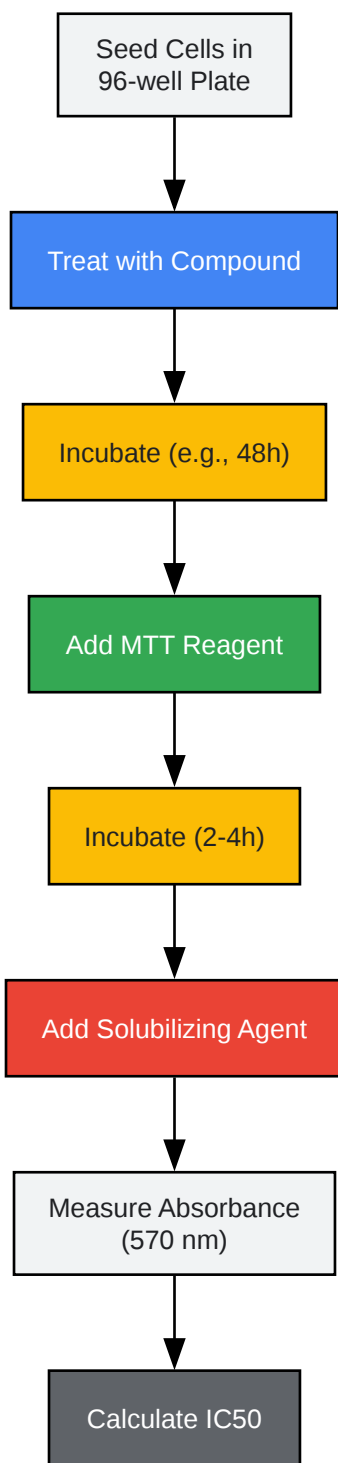 Seed Cells in
96-well Plate
Treat with Compound
Incubate (e.g., 48h)
Add MTT Reagent
Incubate (2-4h)
Add Solubilizing Agent
Measure Absorbance
(570 nm)
Calculate IC50